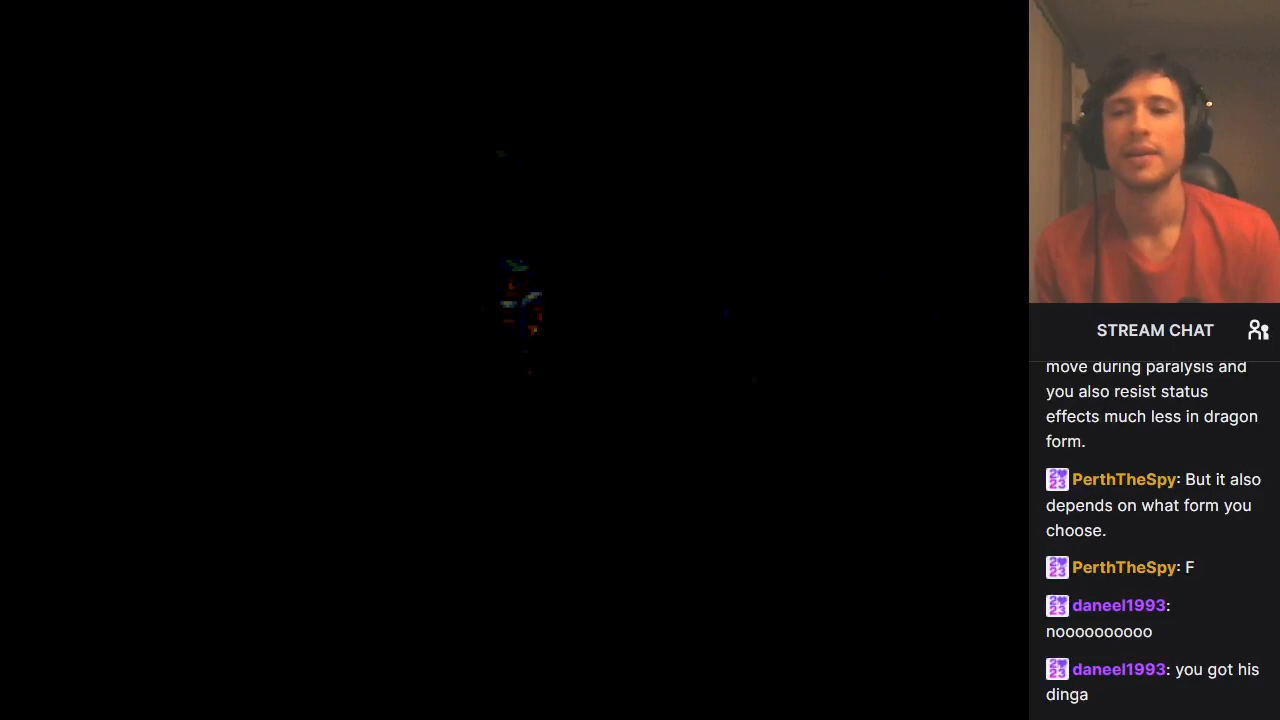 STREAM CHAT
move during paralysis and
you also resist status
effects much less in dragon
form.
PerthTheSpy: But it also
depends on what form you
choose.
PerthTheSpy: F
daneel1993:
noooooooooo
daneel1993: you got his
dinga